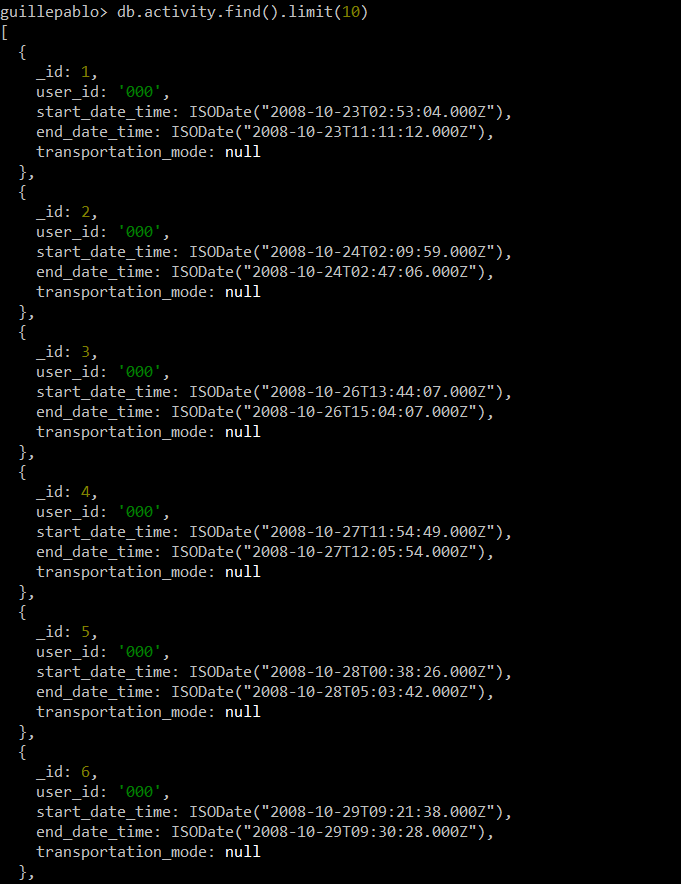 guillepablo> db.activity.find().limit(10)
[
  {
    _id: 1,
    user_id: '000',
    start_date_time: ISODate("2008-10-23T02:53:04.000Z"),
    end_date_time: ISODate("2008-10-23T11:11:12.000Z"),
    transportation_mode: null
  },
  {
    _id: 2,
    user_id: '000',
    start_date_time: ISODate("2008-10-24T02:09:59.000Z"),
    end_date_time: ISODate("2008-10-24T02:47:06.000Z"),
    transportation_mode: null
  },
  {
    _id: 3,
    user_id: '000',
    start_date_time: ISODate("2008-10-26T13:44:07.000Z"),
    end_date_time: ISODate("2008-10-26T15:04:07.000Z"),
    transportation_mode: null
  },
  {
    _id: 4,
    user_id: '000',
    start_date_time: ISODate("2008-10-27T11:54:49.000Z"),
    end_date_time: ISODate("2008-10-27T12:05:54.000Z"),
    transportation_mode: null
  },
  {
    _id: 5,
    user_id: '000',
    start_date_time: ISODate("2008-10-28T00:38:26.000Z"),
    end_date_time: ISODate("2008-10-28T05:03:42.000Z"),
    transportation_mode: null
  },
  {
    _id: 6,
    user_id: '000',
    start_date_time: ISODate("2008-10-29T09:21:38.000Z"),
    end_date_time: ISODate("2008-10-29T09:30:28.000Z"),
    transportation_mode: null
  },